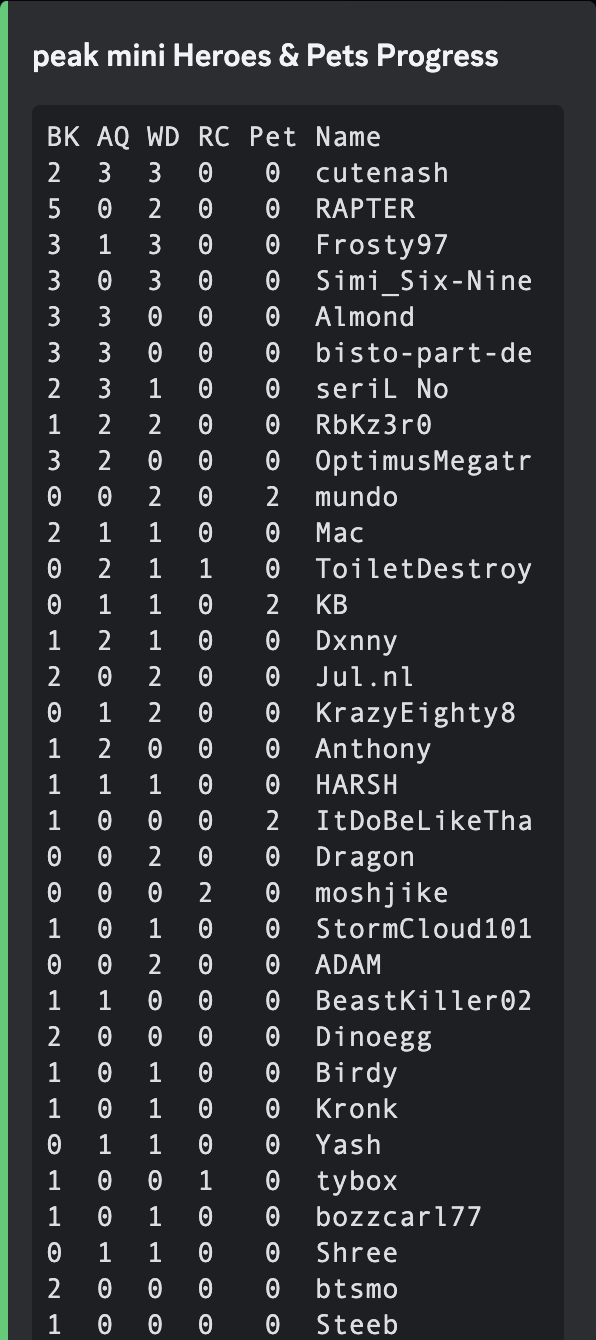 peak mini Heroes & Pets Progress
BK AQ WD RC Pet Name
2 3 3 0 0 cutenash
5 0 2 0 0 RAPTER
3 1 3 0 0 Frosty97
3 0 3 0 0 Simi_Six-Nine
3 3 0 0 0 Almond
3 3 0 0 0 bisto-part-de
2 3 1 0 0 seriL No
1 2 2 0 0 RbKz3r0
3 2 0 0 0 OptimusMegatr
0 0 2 0 2 mundo
2 1 1 0 0 Mac
0 2 1 1 0 ToiletDestroy
0 1 1 0 2 KB
1 2 1 0 0 Dxnny
2 0 2 0 0 Jul.nl
0 1 2 0 0 KrazyEighty8
1 2 0 0 0 Anthony
1 1 1 0 0 HARSH
1 0 0 0 2 ItDoBeLikeTha
0 0 2 0 0 Dragon
0 0 0 2 0 moshjike
1 0 1 0 0 StormCloud101
0 0 2 0 0 ADAM
1 1 0 0 0 BeastKiller02
2 0 0 0 0 Dinoegg
1 0 1 0 0 Birdy
1 0 1 0 0 Kronk
0 1 1 0 0 Yash
1 0 0 1 0 tybox
1 0 1 0 0 bozzcarl77
0 1 1 0 0 Shree
2 0 0 0 0 btsmo
1 0 0 0 0 Steeb